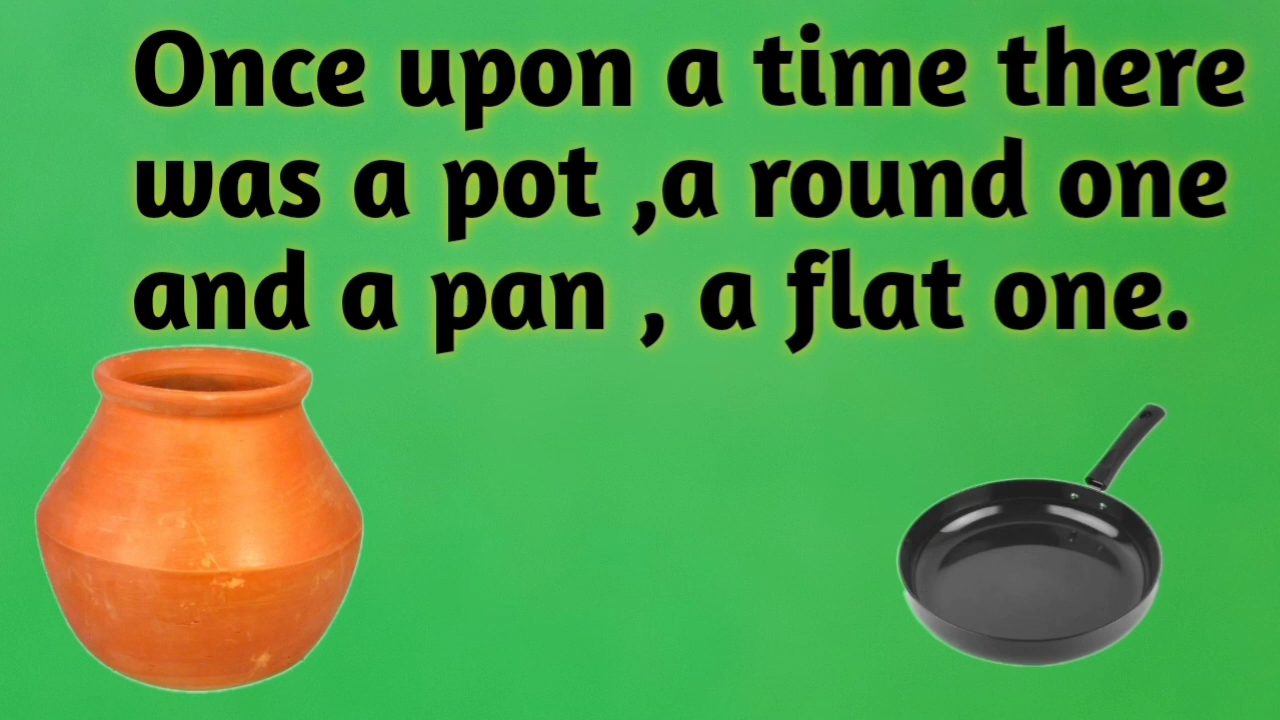 Once upon a time there
was a pot ,a round one
and a pan , a flat one.